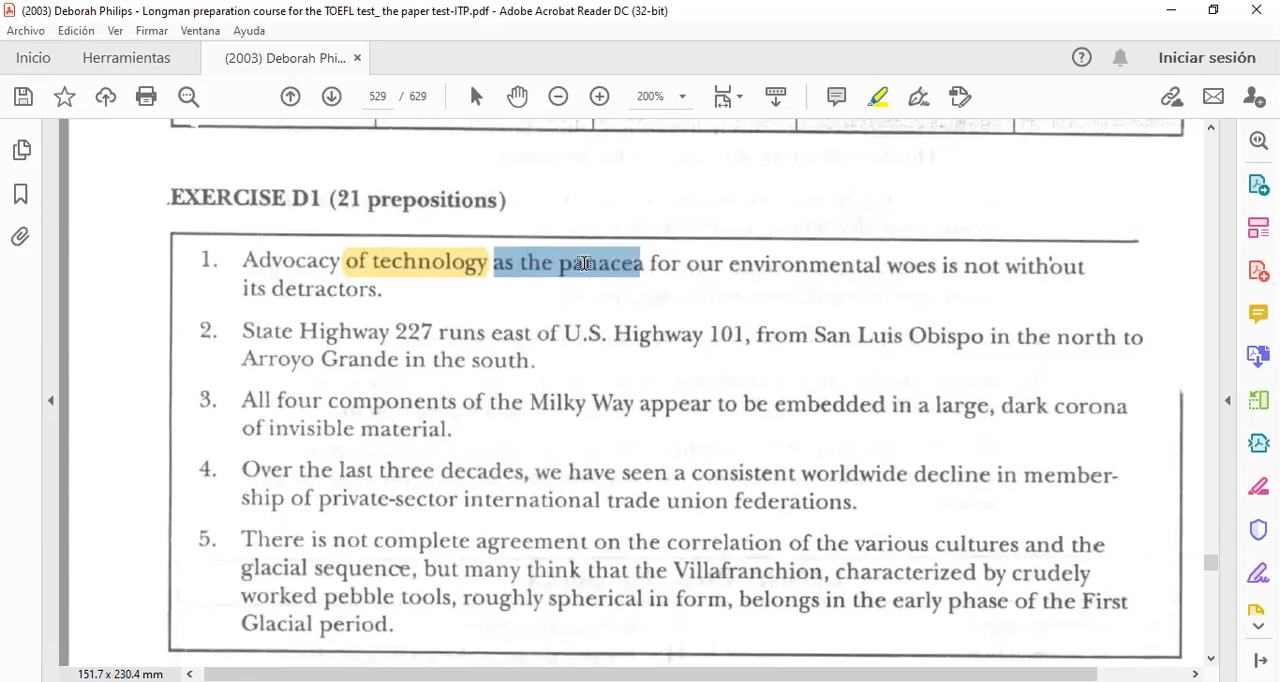 (2003) Deborah Philips - Longman preparation course for the TOEFL test_ the paper test-ITP.pdf - Adobe Acrobat Reader DC (32-bit)
Archivo Edición Ver Firmar Ventana Ayuda
Inicio Herramientas (2003) Deborah Phi... × Iniciar sesión
529 / 629 200%
EXERCISE D1 (21 prepositions)
1. Advocacy of technology as the panacea for our environmental woes is not without
its detractors.
2. State Highway 227 runs east of U.S. Highway 101, from San Luis Obispo in the north to
Arroyo Grande in the south.
3. All four components of the Milky Way appear to be embedded in a large, dark corona
of invisible material.
4. Over the last three decades, we have seen a consistent worldwide decline in member-
ship of private-sector international trade union federations.
5. There is not complete agreement on the correlation of the various cultures and the
glacial sequence, but many think that the Villafranchion, characterized by crudely
worked pebble tools, roughly spherical in form, belongs in the early phase of the First
Glacial period.
151.7 x 230.4 mm